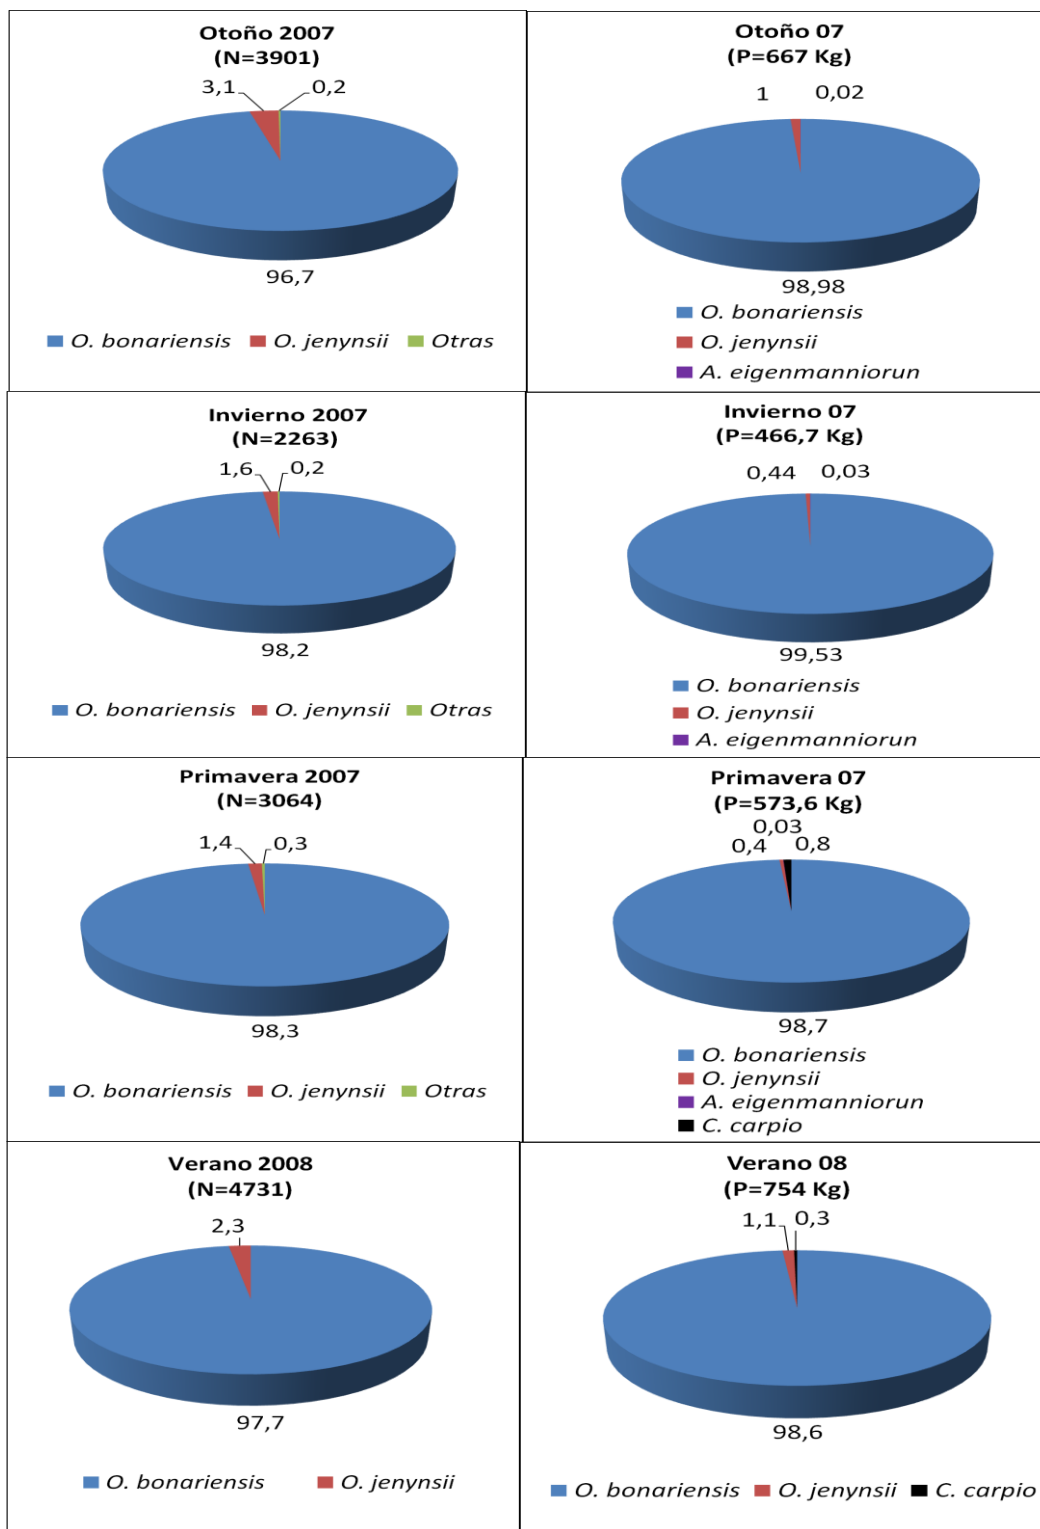 Otoño 2007
(N=3901)
3,1
0,2
96,7
O. bonariensis O. jenynsii Otras
Otoño 07
(P=667 Kg)
1
0,02
98,98
O. bonariensis
O. jenynsii
A. eigenmanniorun
Invierno 2007
(N=2263)
1,6
0,2
98,2
O. bonariensis O. jenynsii Otras
Invierno 07
(P=466,7 Kg)
0,44
0,03
99,53
O. bonariensis
O. jenynsii
A. eigenmanniorun
Primavera 2007
(N=3064)
1,4
0,3
98,3
O. bonariensis O. jenynsii Otras
Primavera 07
(P=573,6 Kg)
0,03
0,4
0,8
98,7
O. bonariensis
O. jenynsii
A. eigenmanniorun
C. carpio
Verano 2008
(N=4731)
2,3
97,7
O. bonariensis O. jenynsii
Verano 08
(P=754 Kg)
1,1
0,3
98,6
O. bonariensis O. jenynsii C. carpio